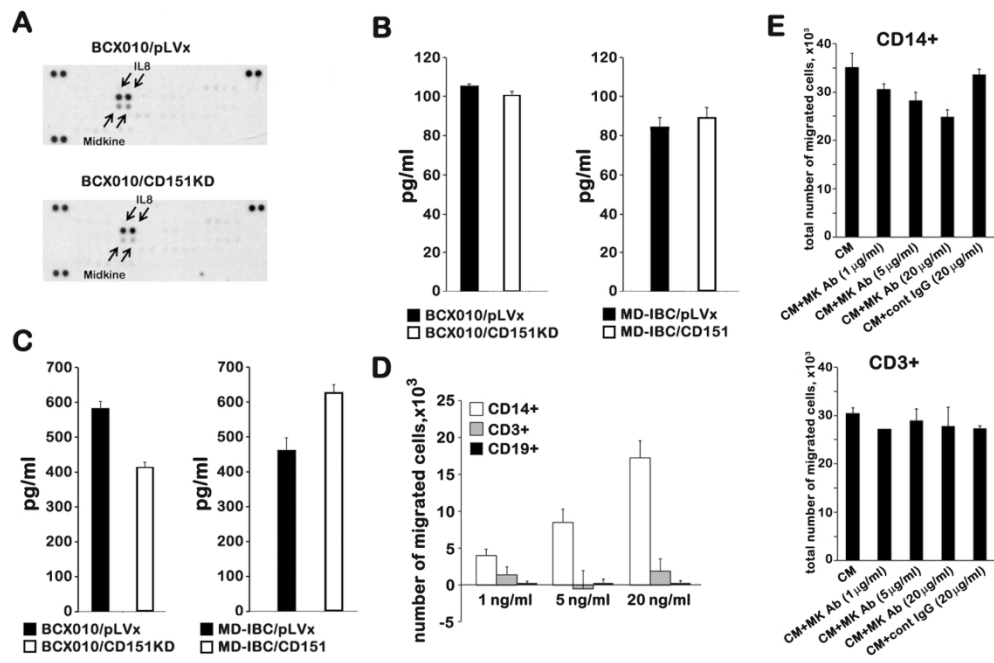 A
BCX010/pLVx
IL8
Midkine
BCX010/CD151KD
IL8
Midkine
B
120
100
80
60
40
20
0
pg/ml
BCX010/pLVx
BCX010/CD151KD
120
100
80
60
40
20
0
pg/ml
MD-IBC/pLVx
MD-IBC/CD151
C
700
600
500
400
300
200
100
0
pg/ml
BCX010/pLVx
BCX010/CD151KD
700
600
500
400
300
200
100
0
pg/ml
MD-IBC/pLVx
MD-IBC/CD151
D
number of migrated cells,x10³
25
20
15
10
5
0
-5
CD14+
CD3+
CD19+
1 ng/ml
5 ng/ml
20 ng/ml
E
CD14+
total number of migrated cells, x10³
40
30
20
10
0
CM
CM+MK Ab (1 µg/ml)
CM+MK Ab (5 µg/ml)
CM+MK Ab (20 µg/ml)
CM+cont IgG (20 µg/ml)
CD3+
total number of migrated cells, x10³
40
30
20
10
0
CM
CM+MK Ab (1µg/ml)
CM+MK Ab (5µg/ml)
CM+MK Ab (20µg/ml)
CM+cont IgG (20µg/ml)